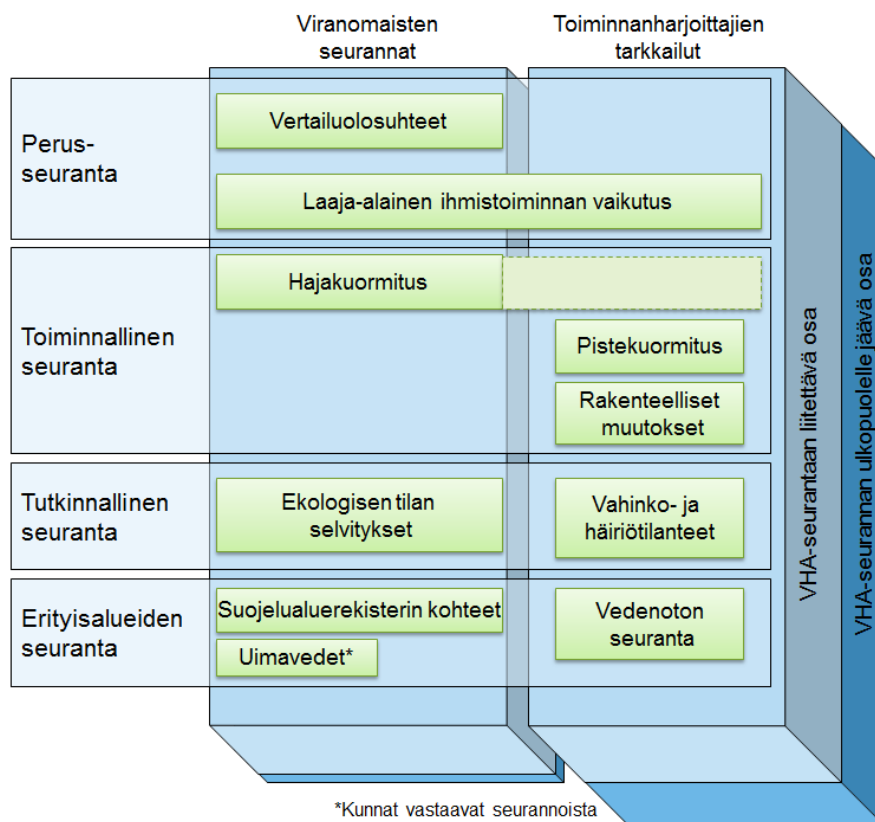 Viranomaisten
seurannat
Toiminnanharjoittajien
tarkkailut
Perus-
seuranta
Vertailuolosuhteet
Laaja-alainen ihmistoiminnan vaikutus
Toiminnallinen
seuranta
Hajakuormitus
Pistekuormitus
Rakenteelliset
muutokset
Tutkinnallinen
seuranta
Ekologisen tilan
selvitykset
Vahinko- ja
häiriötilanteet
Erityisalueiden
seuranta
Suojelualuerekisterin kohteet
Uimavedet*
Vedenoton
seuranta
VHA-seurantaan liitettävä osa
VHA-seurannan ulkopuolelle jäävä osa
*Kunnat vastaavat seurannoista